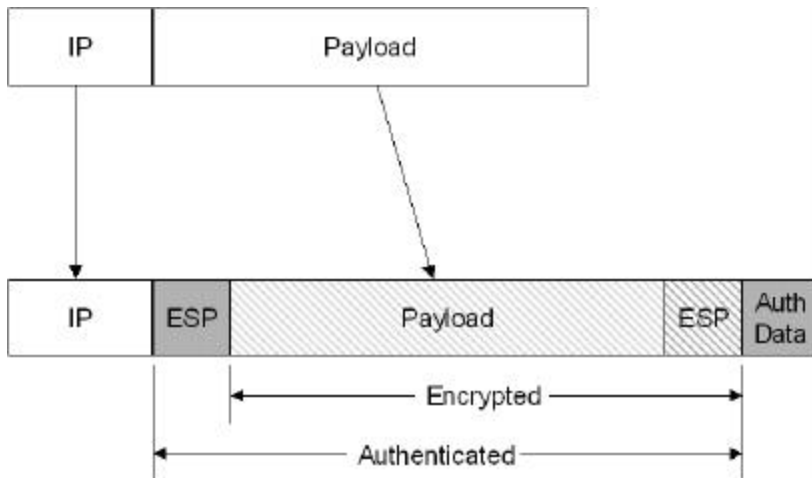 IP
Payload
IP
ESP
Payload
ESP
Auth
Data
Encrypted
Authenticated